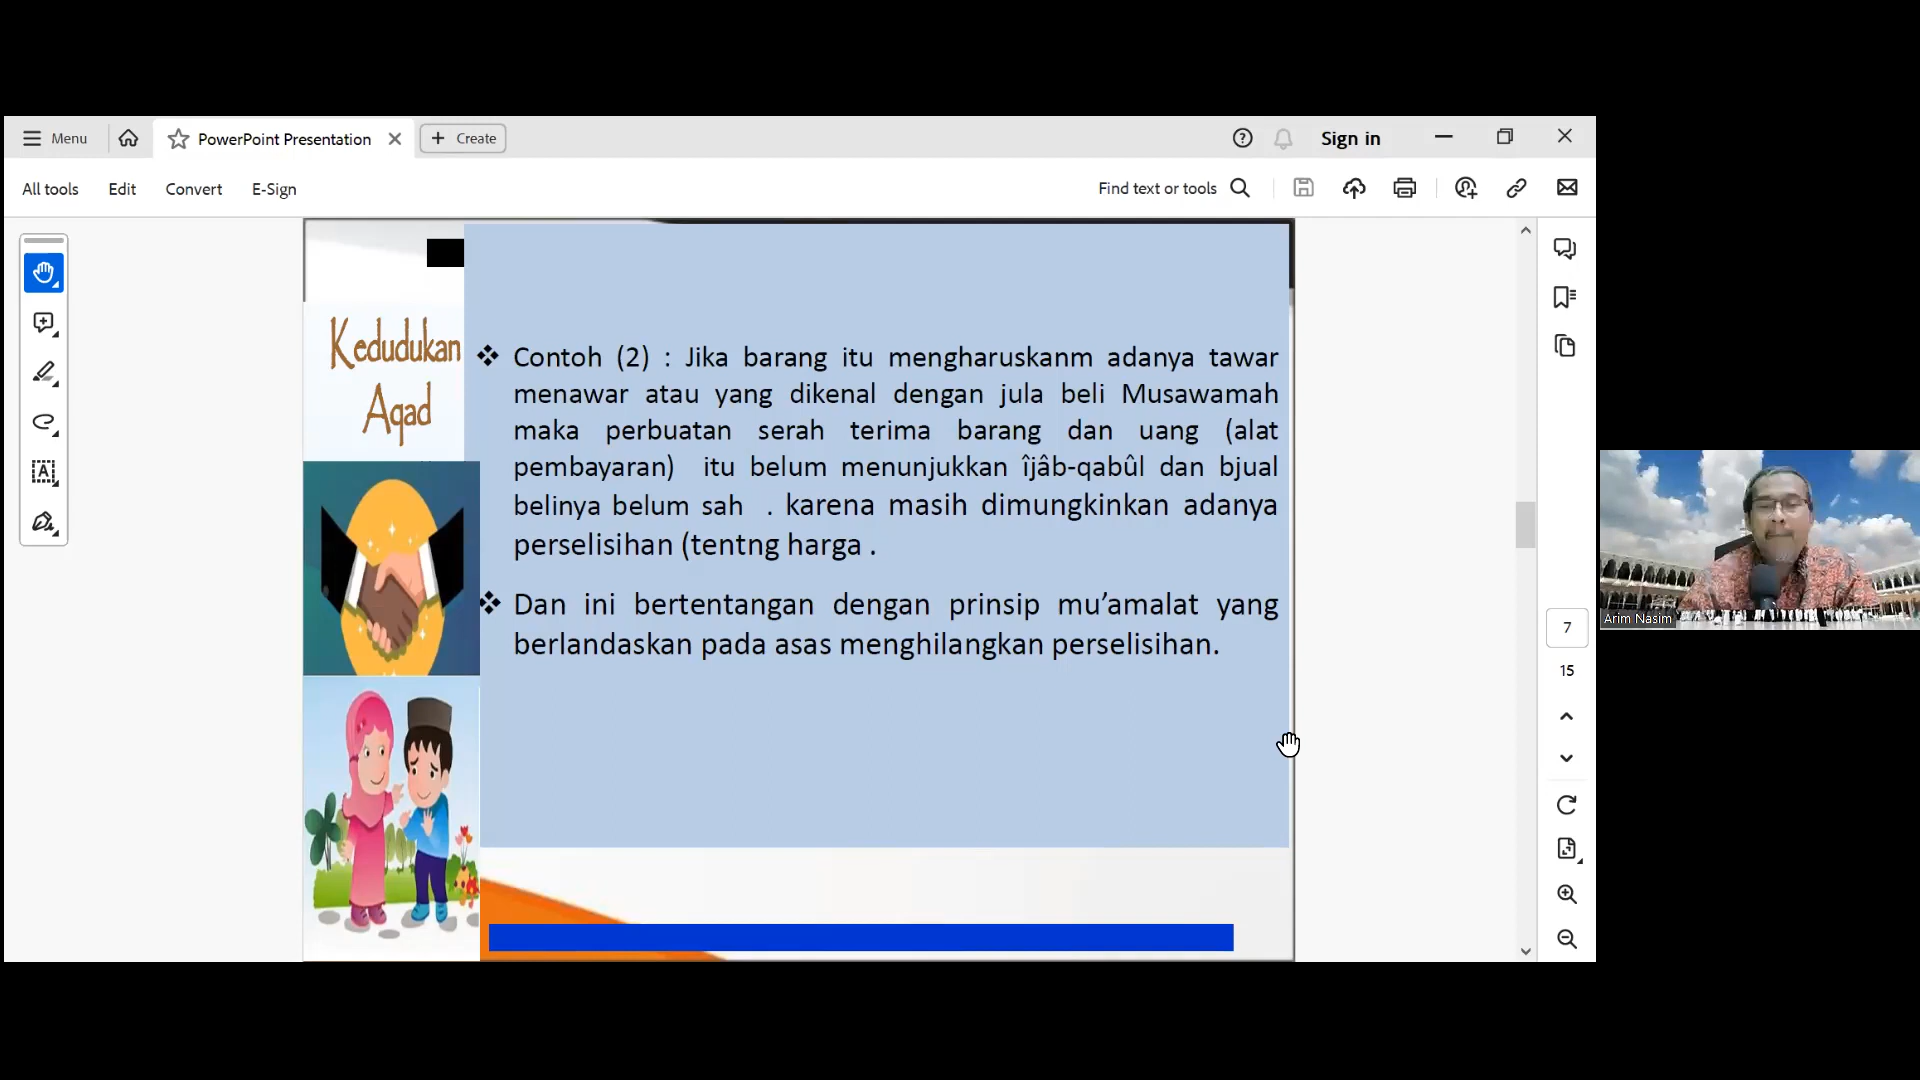 Menu
PowerPoint Presentation
Create
Sign in
All tools
Edit
Convert
E-Sign
Find text or tools
Kedudukan
Aqad
❖ Contoh (2) : Jika barang itu mengharuskanm adanya tawar
menawar atau yang dikenal dengan jula beli Musawamah
maka perbuatan serah terima barang dan uang (alat
pembayaran) itu belum menunjukkan îjâb-qabûl dan bjual
belinya belum sah . karena masih dimungkinkan adanya
perselisihan (tentng harga .
❖ Dan ini bertentangan dengan prinsip mu’amalat yang
berlandaskan pada asas menghilangkan perselisihan.
7
15
Arim Nasim